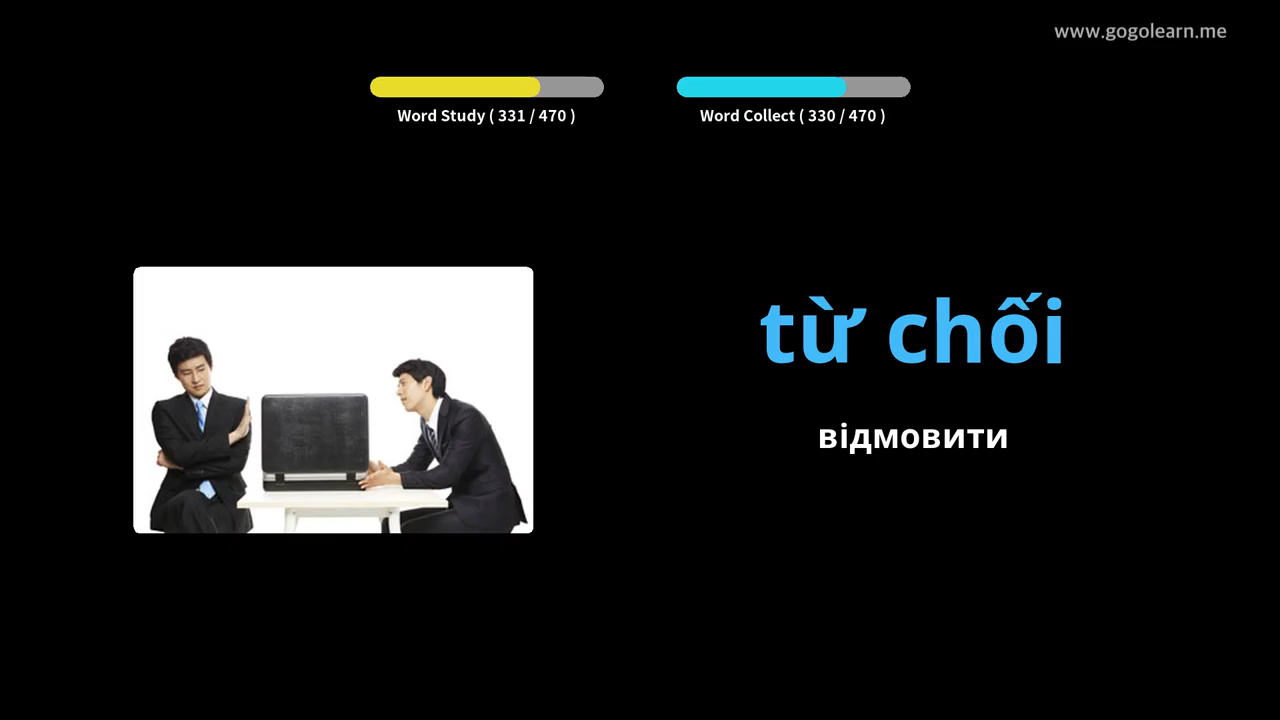 www.gogolearn.me
Word Study ( 331 / 470 )
Word Collect ( 330 / 470 )
từ chối
відмовити